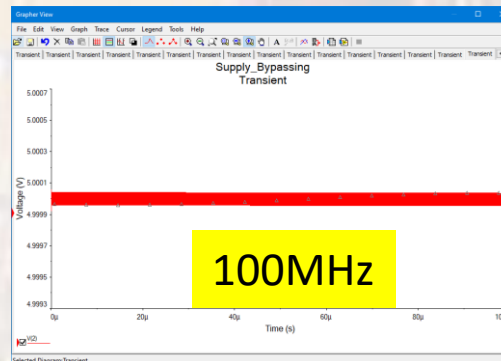 Grapher View
File Edit View Graph Trace Cursor Legend Tools Help
Transient Transient Transient Transient Transient Transient Transient Transient Transient Transient Transient Transient Transient Transient Transient Transient
Supply_Bypassing
Transient
5.0007
5.0005
5.0003
5.0001
4.9999
4.9997
4.9995
4.9993
Voltage (V)
100MHz
0µ 20µ 40µ 60µ 80µ
Time (s)
V(2)
Selected Diagram:Transient